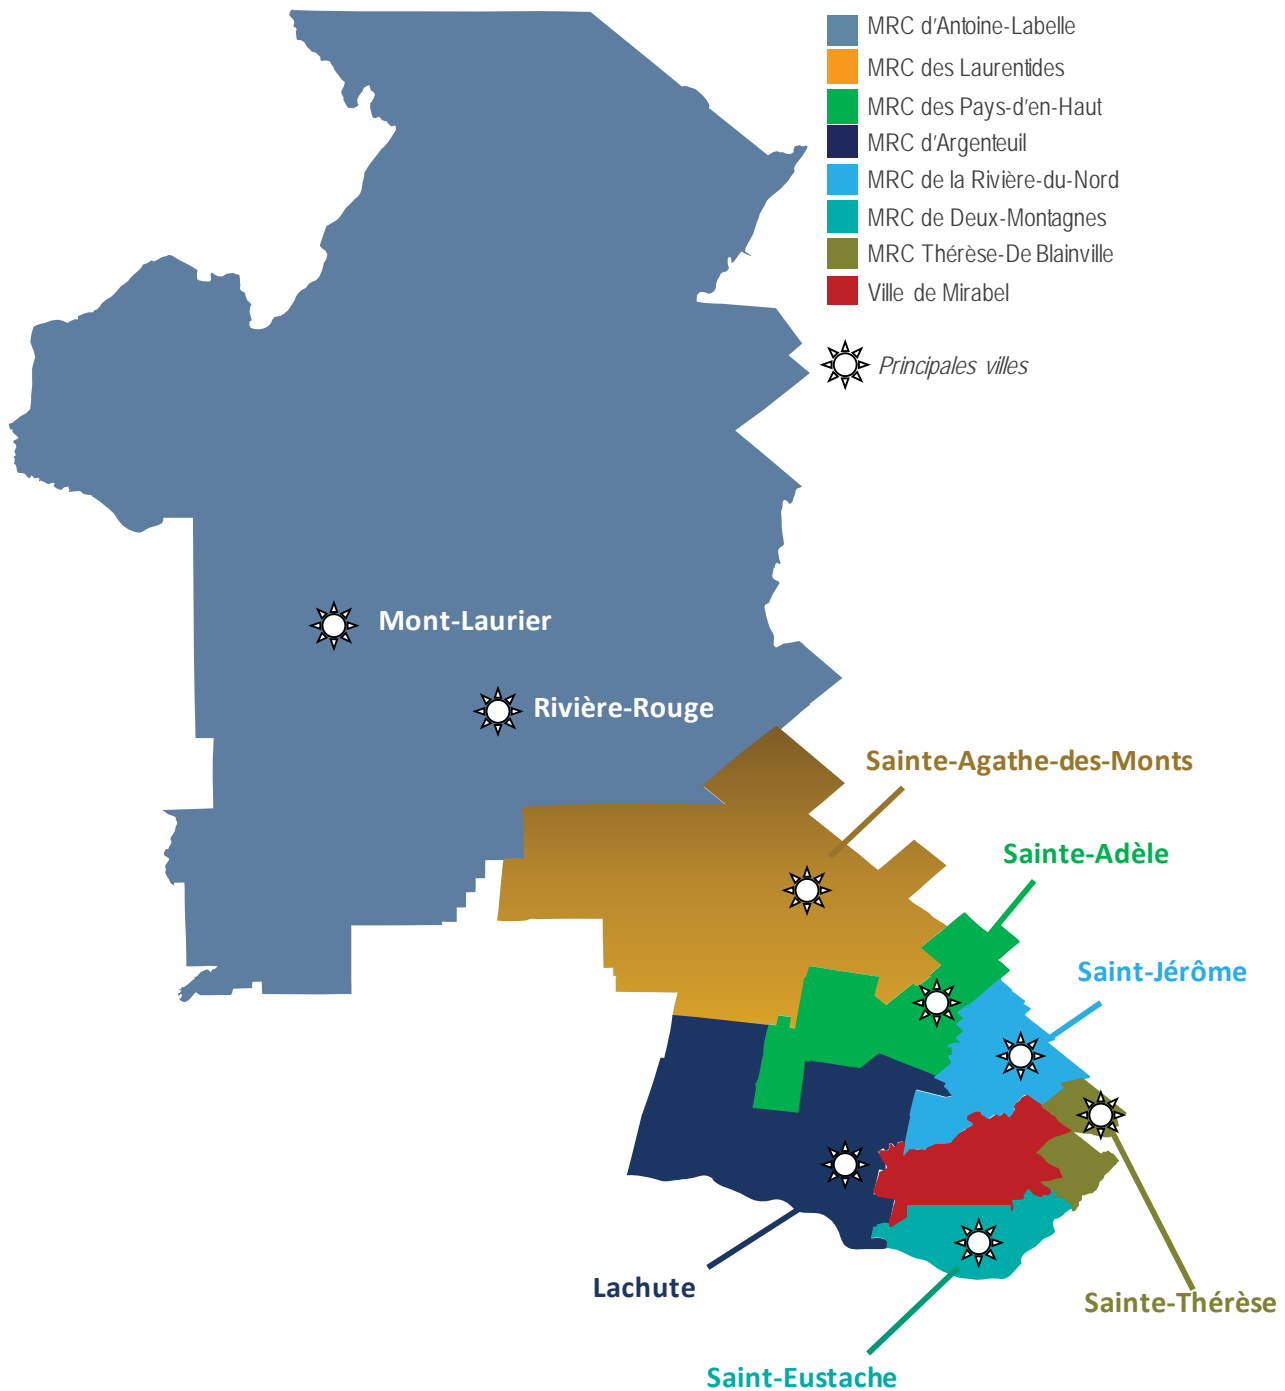 MRC d'Antoine-Labelle
MRC des Laurentides
MRC des Pays-d'en-Haut
MRC d'Argenteuil
MRC de la Rivière-du-Nord
MRC de Deux-Montagnes
MRC Thérèse-De Blainville
Ville de Mirabel
Principales villes
Mont-Laurier
Rivière-Rouge
Sainte-Agathe-des-Monts
Sainte-Adèle
Saint-Jérôme
Lachute
Sainte-Thérèse
Saint-Eustache